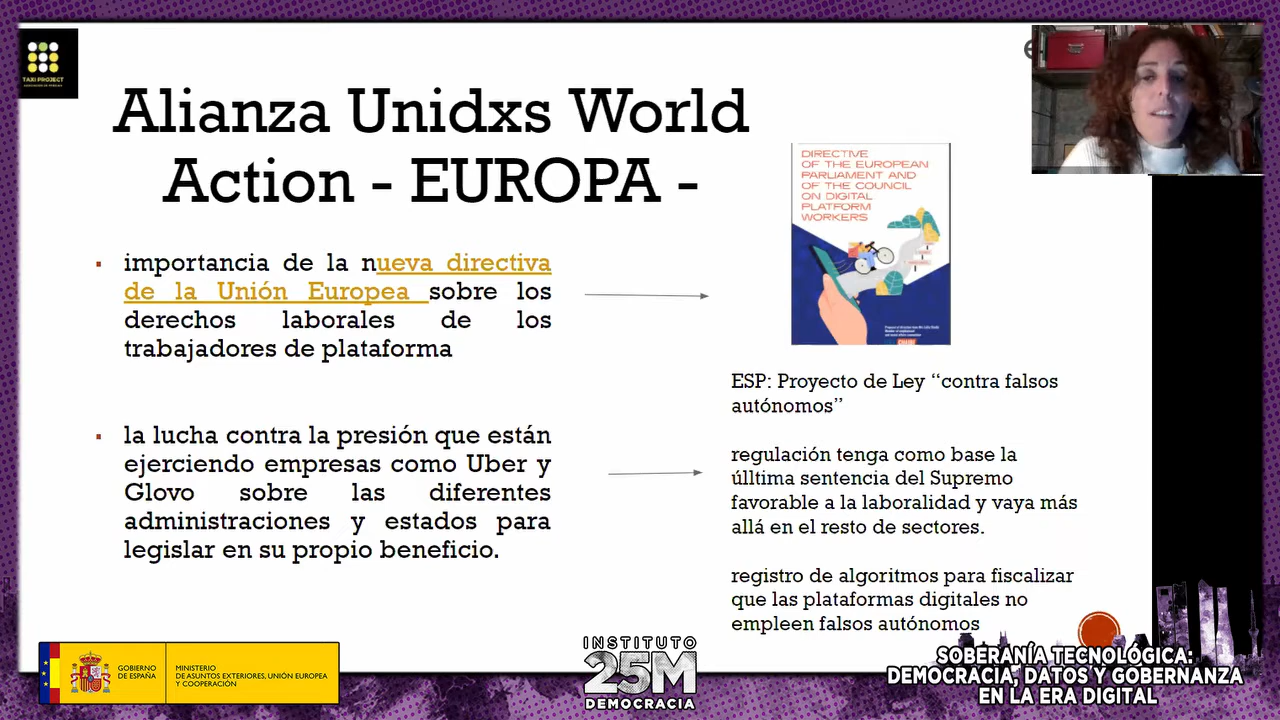 TAXI PROJECT
Alianza Unidxs World
Action - EUROPA -
▪ importancia de la nueva directiva
de la Unión Europea sobre los
derechos laborales de los
trabajadores de plataforma
▪ la lucha contra la presión que están
ejerciendo empresas como Uber y
Glovo sobre las diferentes
administraciones y estados para
legislar en su propio beneficio.
DIRECTIVE
OF THE EUROPEAN
PARLIAMENT AND
OF THE COUNCIL
ON DIGITAL
PLATFORM
WORKERS
ESP: Proyecto de Ley “contra falsos
autónomos”
regulación tenga como base la
úlltima sentencia del Supremo
favorable a la laboralidad y vaya más
allá en el resto de sectores.
registro de algoritmos para fiscalizar
que las plataformas digitales no
empleen falsos autónomos
GOBIERNO
DE ESPAÑA
MINISTERIO
DE ASUNTOS EXTERIORES, UNIÓN EUROPEA
Y COOPERACIÓN
INSTITUTO
25M
DEMOCRACIA
SOBERANÍA TECNOLÓGICA:
DEMOCRACIA, DATOS Y GOBERNANZA
EN LA ERA DIGITAL